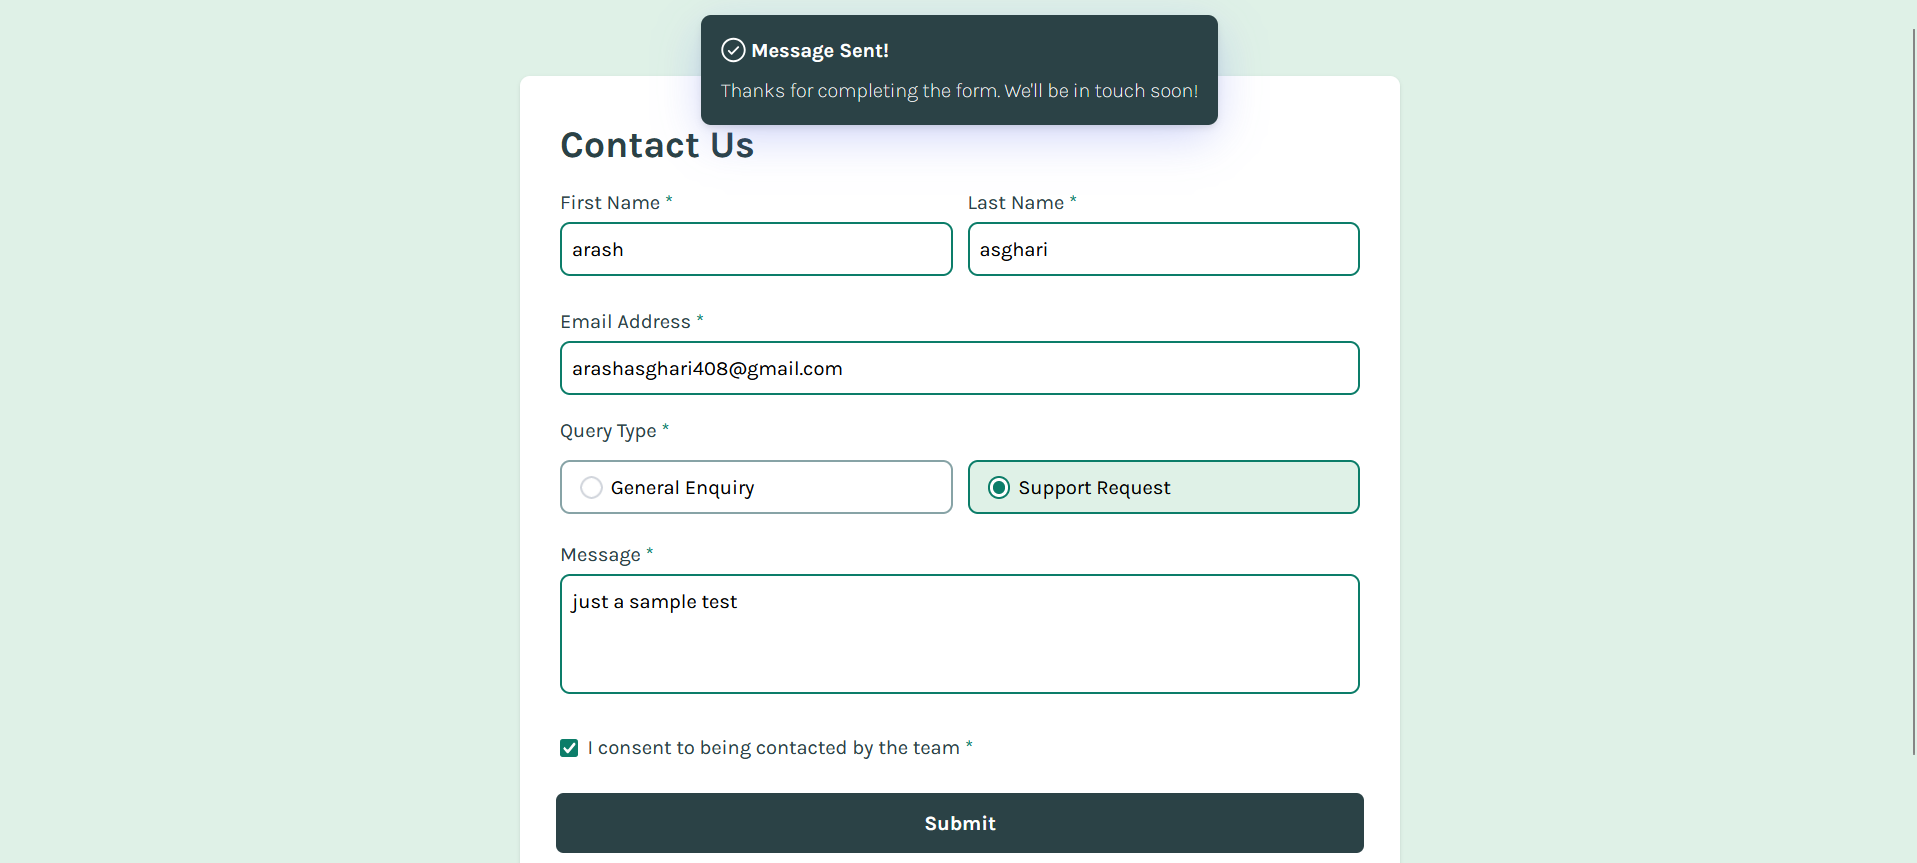 Message Sent!
Thanks for completing the form. We'll be in touch soon!
Contact Us
First Name *
Last Name *
arash
asghari
Email Address *
arashasghari408@gmail.com
Query Type *
General Enquiry
Support Request
Message *
just a sample test
I consent to being contacted by the team *
Submit